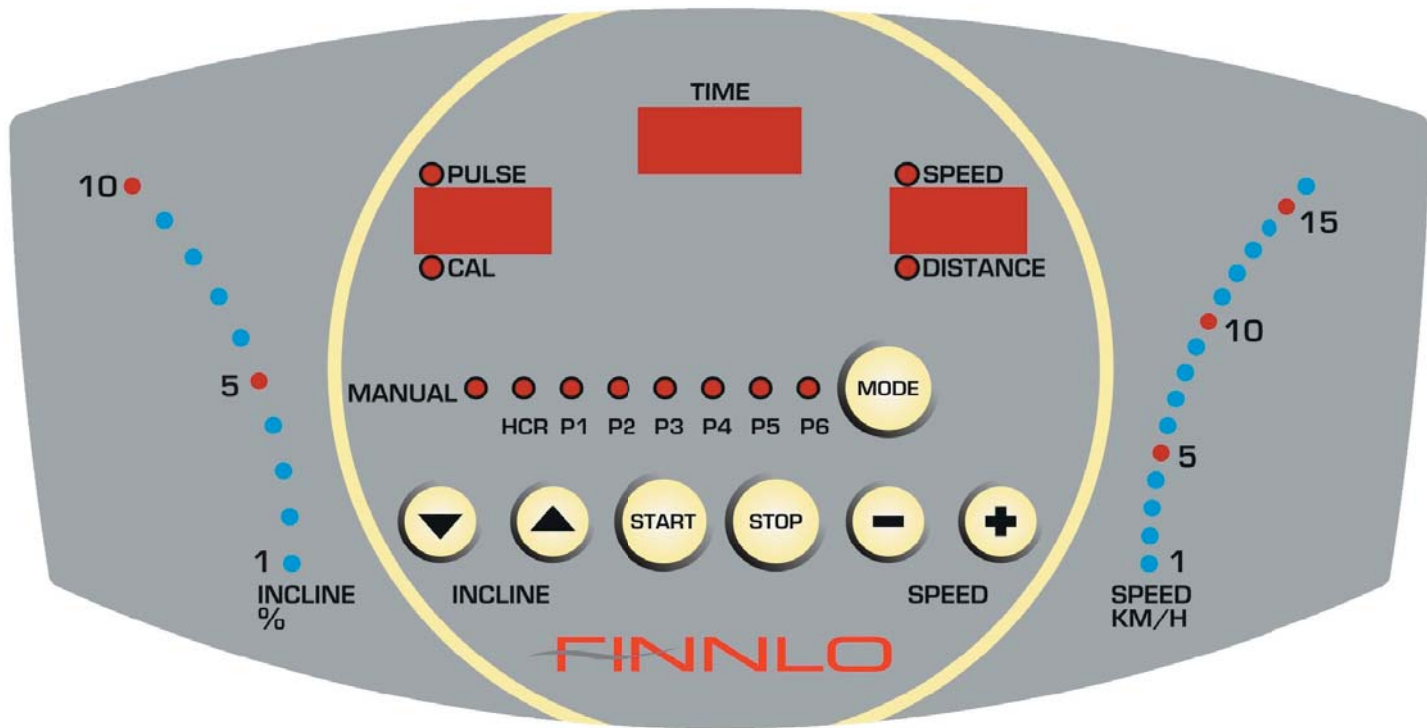 TIME
PULSE
SPEED
10
15
CAL
DISTANCE
10
5
MANUAL
MODE
HCR P1 P2 P3 P4 P5 P6
5
START
STOP
1
1
INCLINE
%
INCLINE
SPEED
SPEED
KM/H
FINNLO